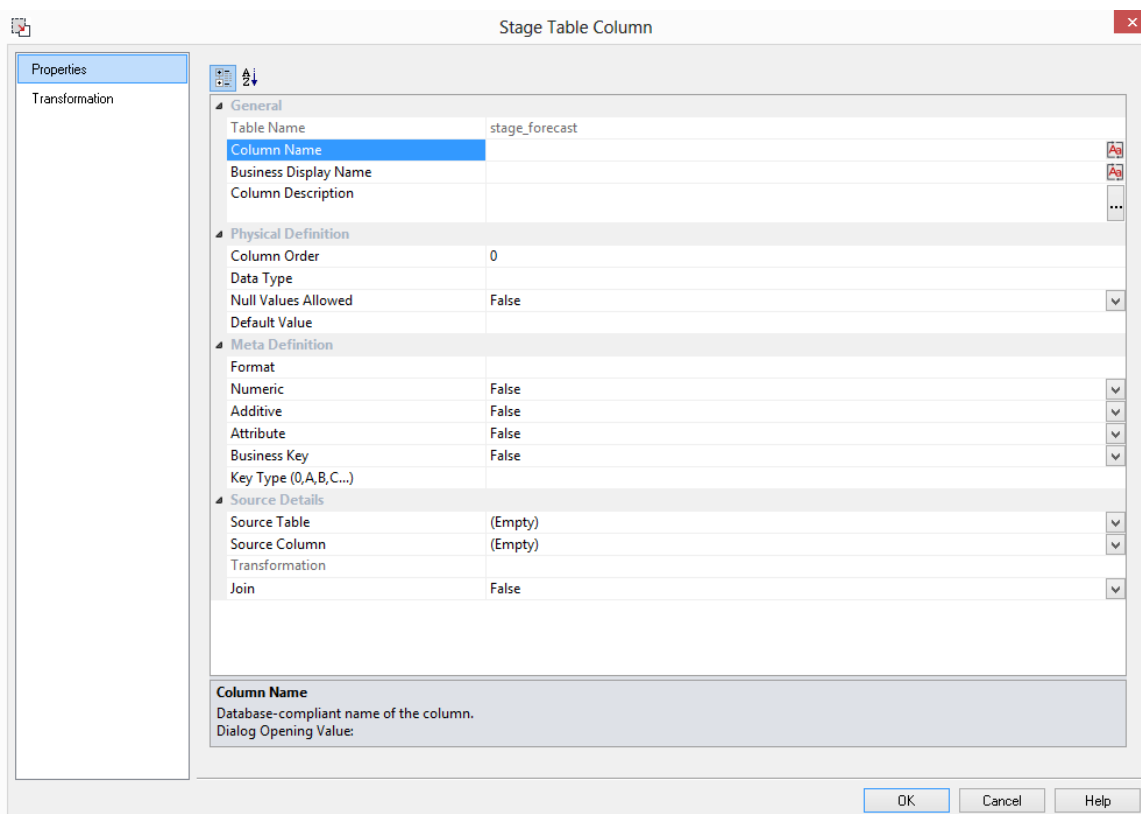 Stage Table Column
Properties
Transformation
General
Table Name stage_forecast
Column Name
Business Display Name
Column Description
...
Physical Definition
Column Order 0
Data Type
Null Values Allowed False
Default Value
Meta Definition
Format
Numeric False
Additive False
Attribute False
Business Key False
Key Type (0,A,B,C...)
Source Details
Source Table (Empty)
Source Column (Empty)
Transformation
Join False
Column Name
Database-compliant name of the column.
Dialog Opening Value:
OK Cancel Help